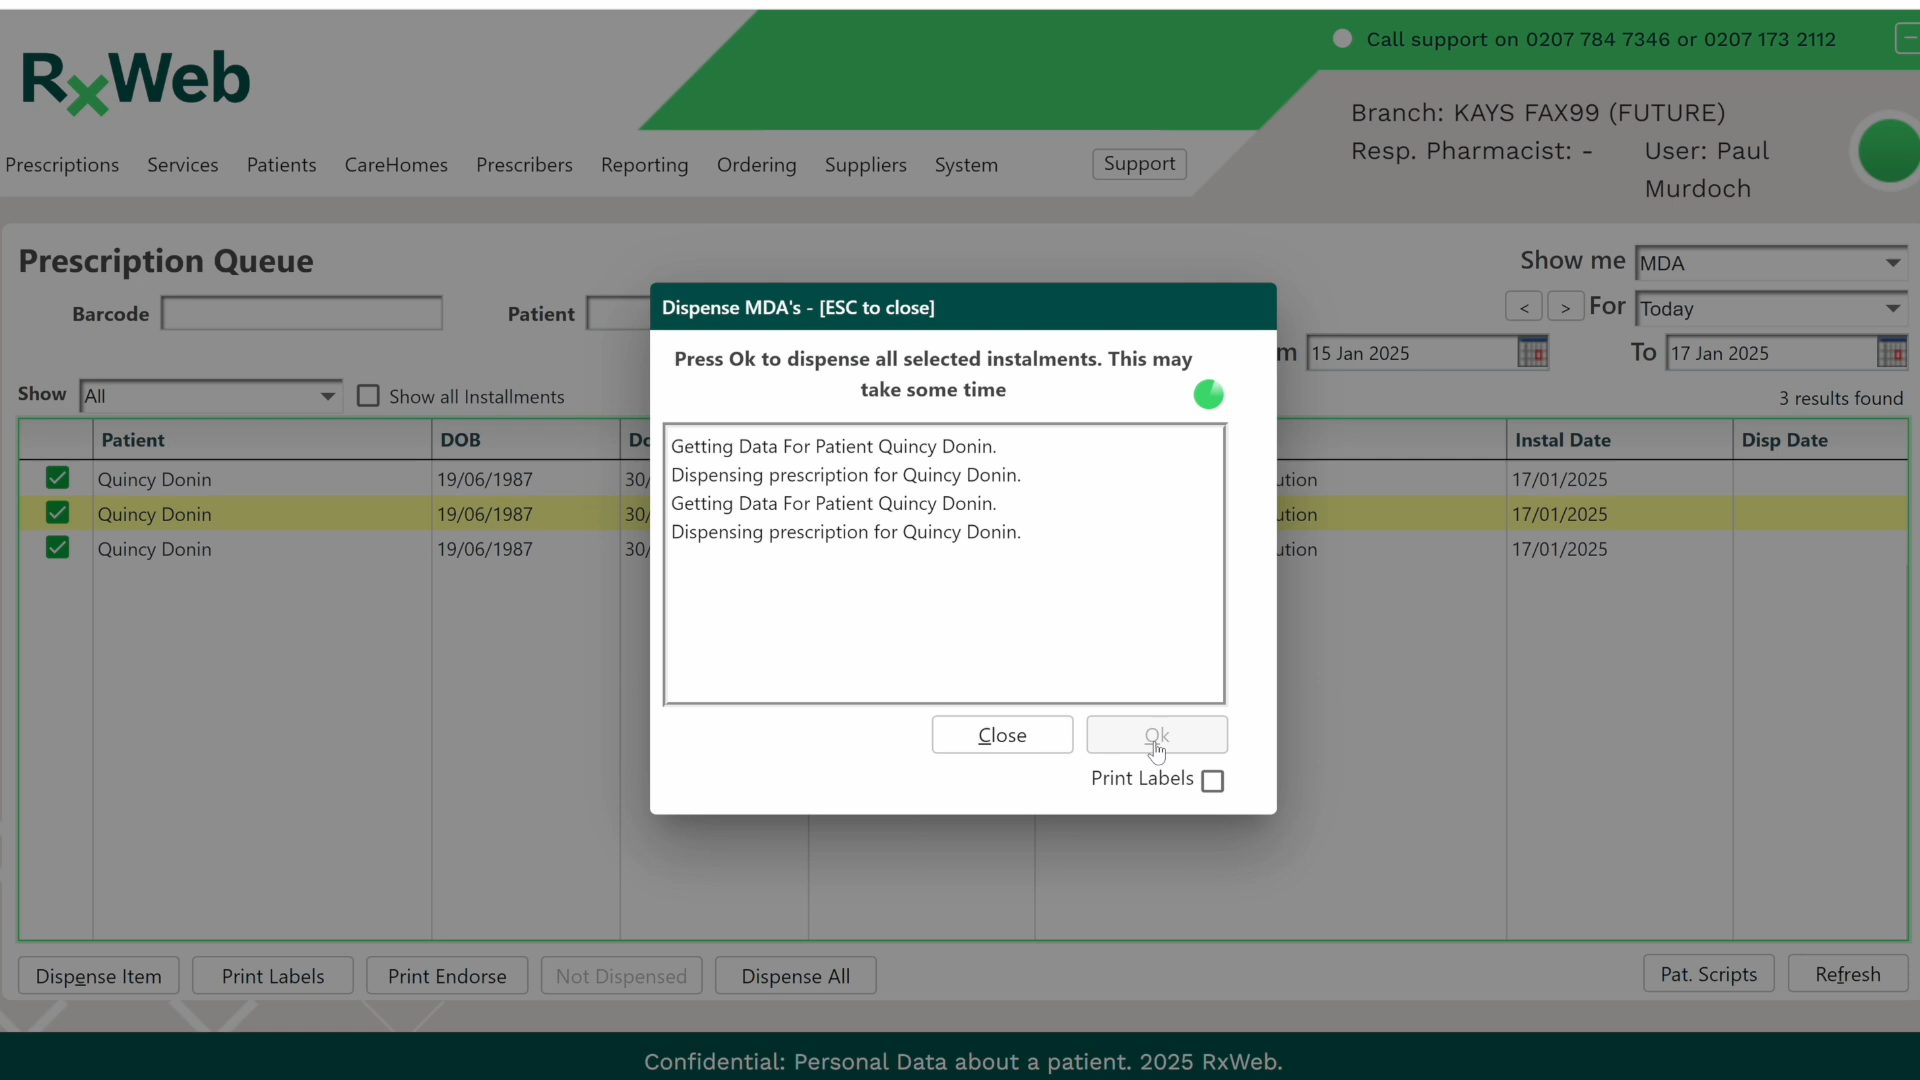 Call support on 0207 784 7346 or 0207 173 2112
RxWeb
Branch: KAYS FAX99 (FUTURE)
Resp. Pharmacist: - User: Paul
Murdoch
Prescriptions Services Patients CareHomes Prescribers Reporting Ordering Suppliers System Support
Prescription Queue
Show me MDA
Barcode Patient
< > For Today
15 Jan 2025 To 17 Jan 2025
Show All Show all Installments
3 results found
Patient DOB Instal Date Disp Date
Quincy Donin 19/06/1987 30/ 17/01/2025
Quincy Donin 19/06/1987 30/ 17/01/2025
Quincy Donin 19/06/1987 30/ 17/01/2025
Dispense MDA's - [ESC to close]
Press Ok to dispense all selected instalments. This may
take some time
Getting Data For Patient Quincy Donin.
Dispensing prescription for Quincy Donin.
Getting Data For Patient Quincy Donin.
Dispensing prescription for Quincy Donin.
Close Ok
Print Labels
Dispense Item Print Labels Print Endorse Not Dispensed Dispense All Pat. Scripts Refresh
Confidential: Personal Data about a patient. 2025 RxWeb.